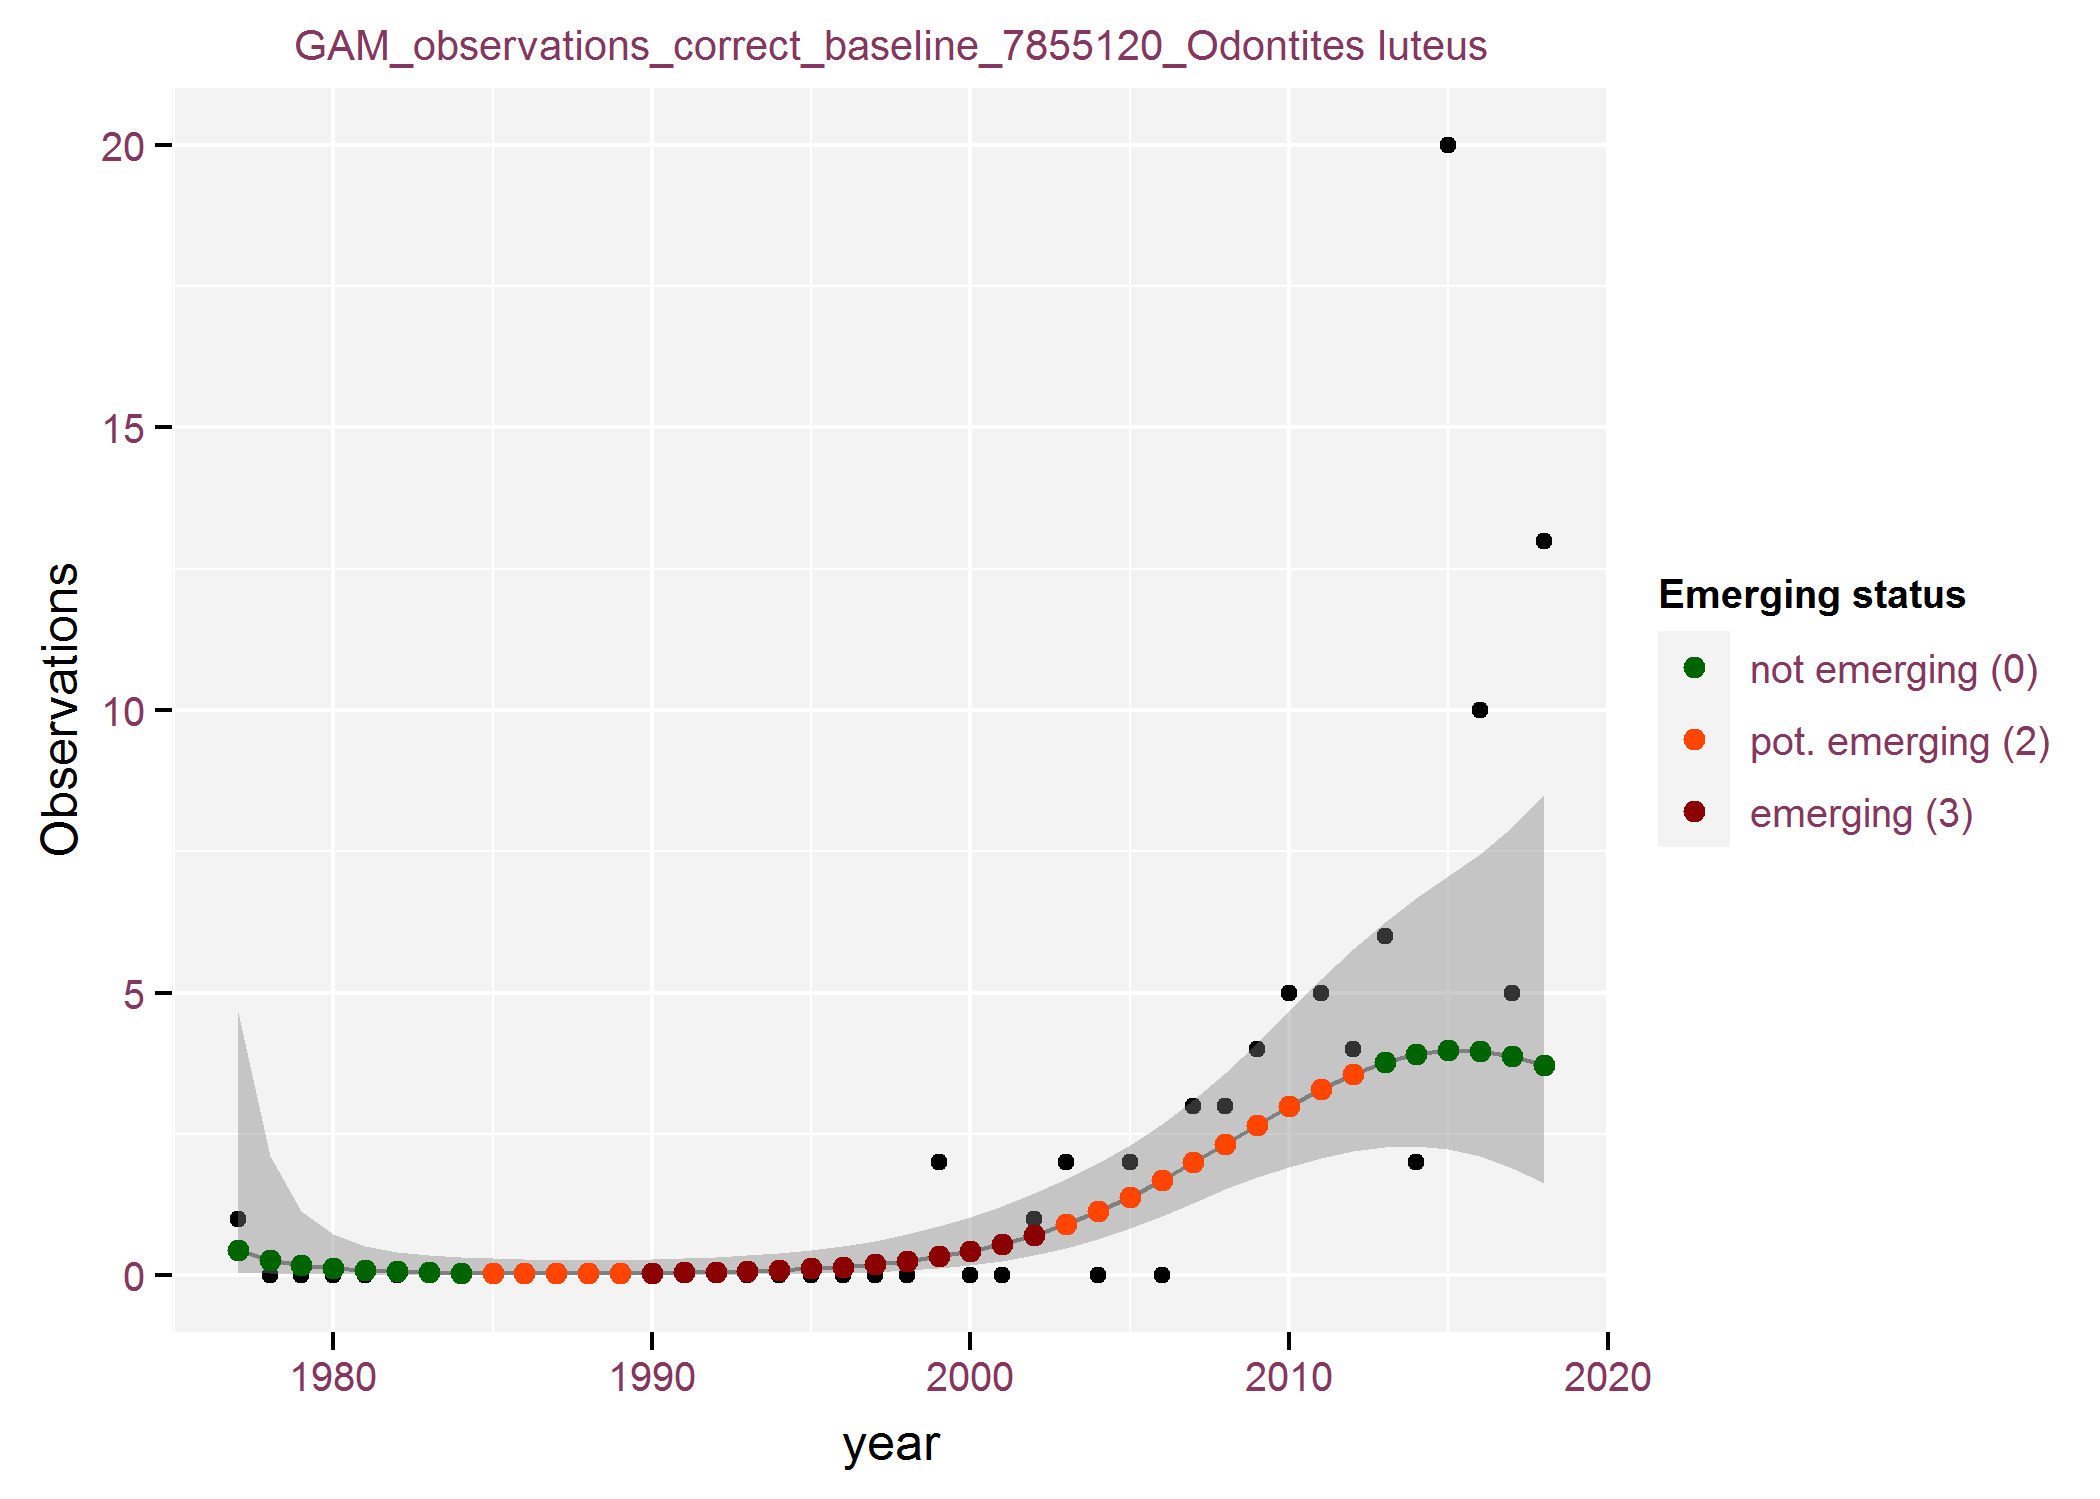 GAM_observations_correct_baseline_7855120_Odontites luteus
20
15
10
5
0
Observations
1980
1990
2000
2010
2020
year
Emerging status
not emerging (0)
pot. emerging (2)
emerging (3)